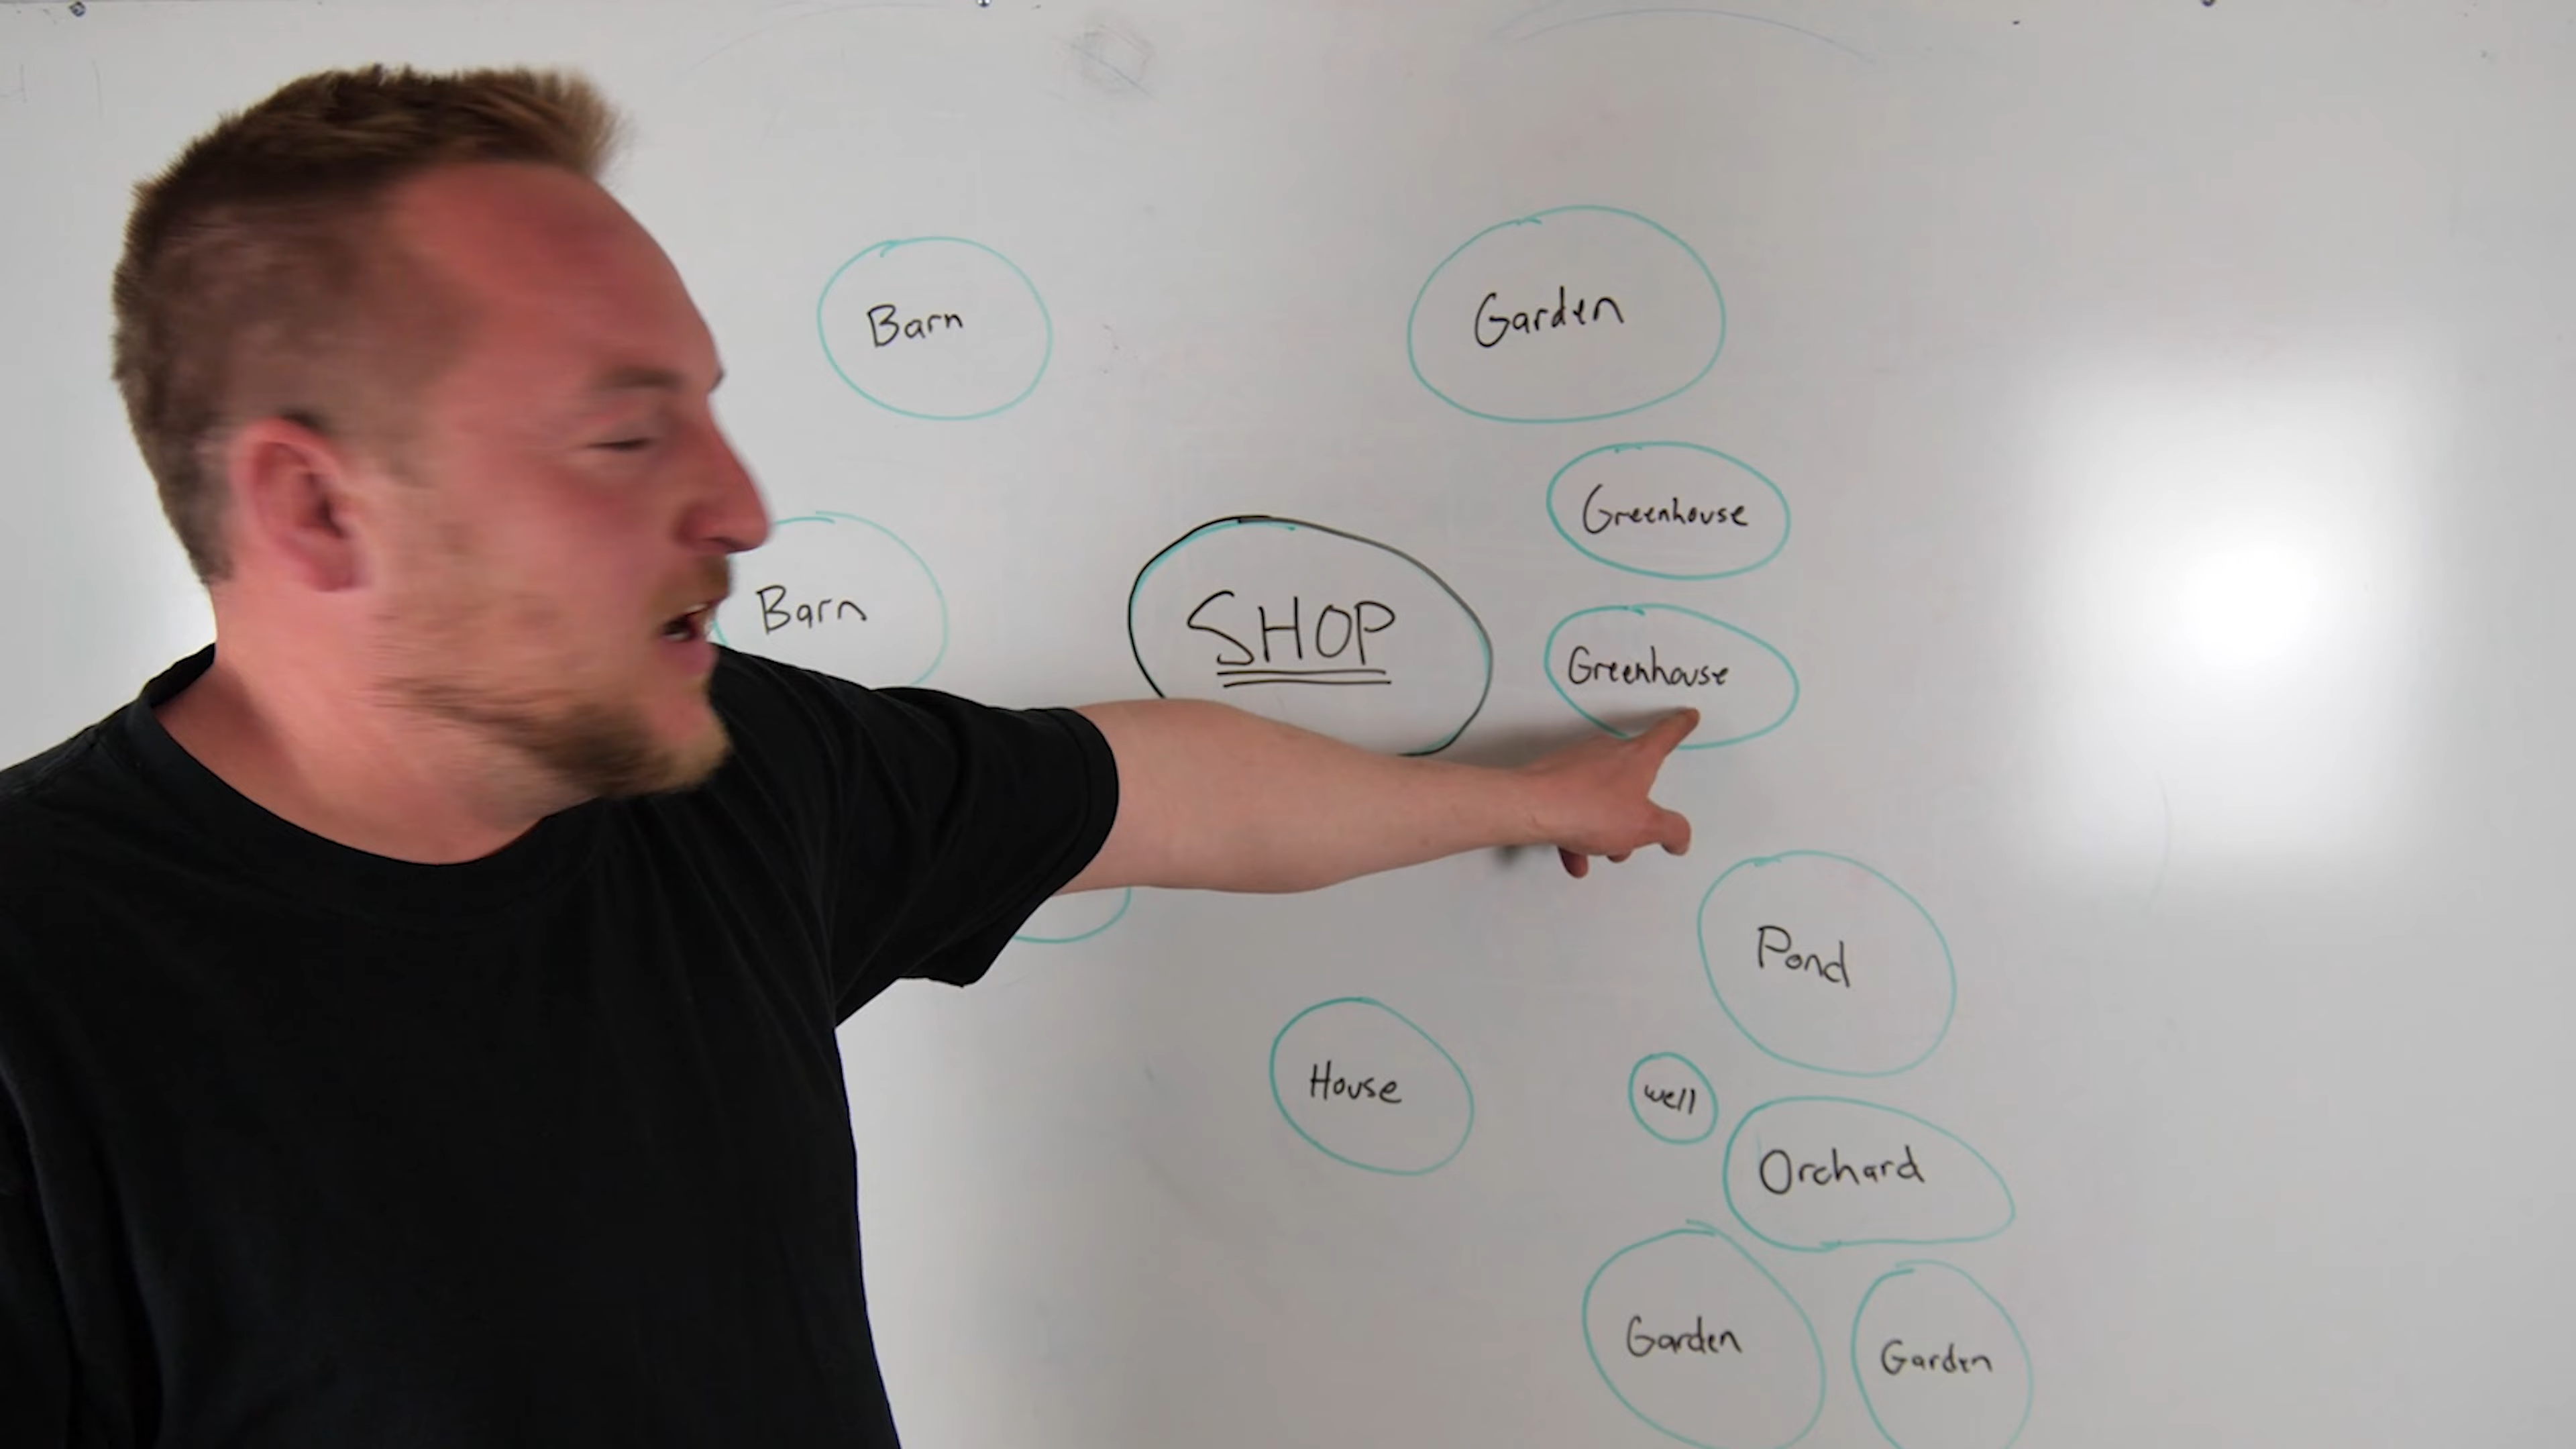 Barn
Garden
Greenhouse
Barn
SHOP
Greenhouse
Pond
House
well
Orchard
Garden
Garden